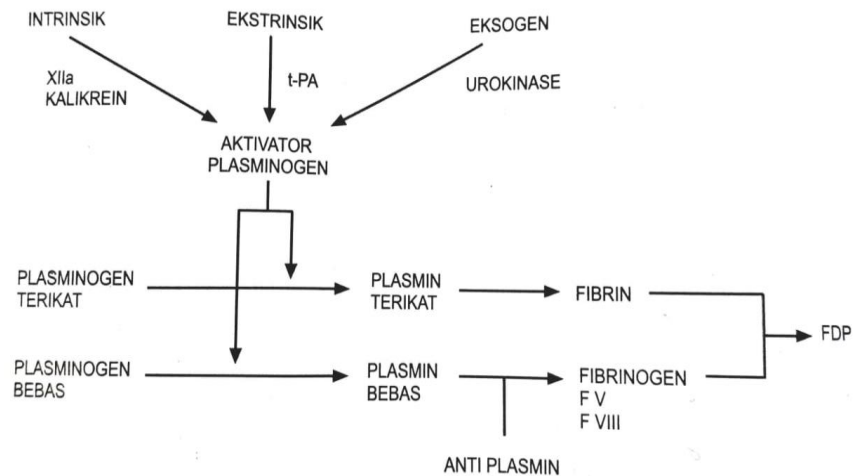 INTRINSIK
EKSTRINSIK
EKSOGEN
XIIa
KALIKREIN
t-PA
UROKINASE
AKTIVATOR
PLASMINOGEN
PLASMINOGEN
TERIKAT
PLASMIN
TERIKAT
FIBRIN
FDP
PLASMINOGEN
BEBAS
PLASMIN
BEBAS
FIBRINOGEN
F V
F VIII
ANTI PLASMIN